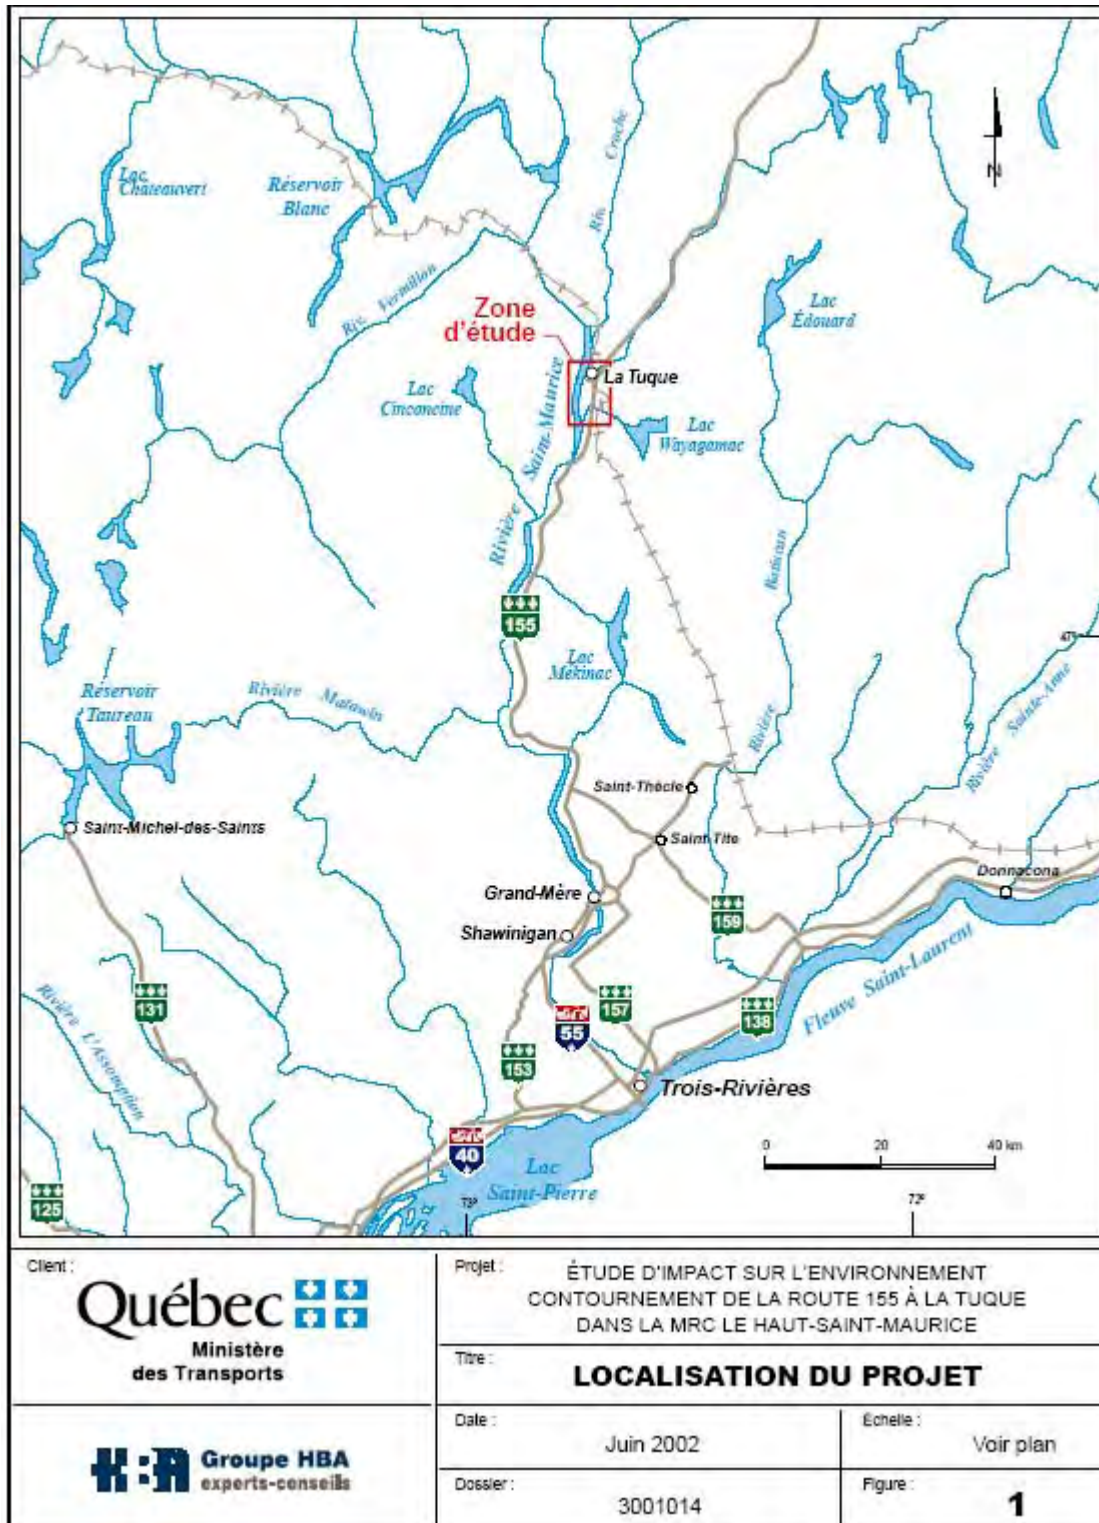 N
Lac
Châteauvert
Réservoir
Blanc
Riv. Croche
Riv. Vermillon
Zone
d'étude
Lac
Édouard
La Tuque
Lac
Cinconcine
Rivière Saint-Maurice
Lac
Wayagamac
155
Rivière Batiscan
47°
Lac
Mékinac
Réservoir
Taureau
Rivière Matawin
Rivière Sainte-Anne
Saint-Thècle
Saint-Michel-des-Saints
Saint-Tite
Donnacona
Grand-Mère
159
Shawinigan
Fleuve Saint-Laurent
131
157
55
138
Rivière L'Assomption
153
Trois-Rivières
40
0 20 40 km
Lac
Saint-Pierre
125
73°
72°
Client :
Québec
Ministère
des Transports
Projet :
ÉTUDE D'IMPACT SUR L'ENVIRONNEMENT
CONTOURNEMENT DE LA ROUTE 155 À LA TUQUE
DANS LA MRC LE HAUT-SAINT-MAURICE
Titre :
LOCALISATION DU PROJET
Date :
Juin 2002
Échelle :
Voir plan
HBA
Groupe HBA
experts-conseils
Dossier :
3001014
Figure :
1